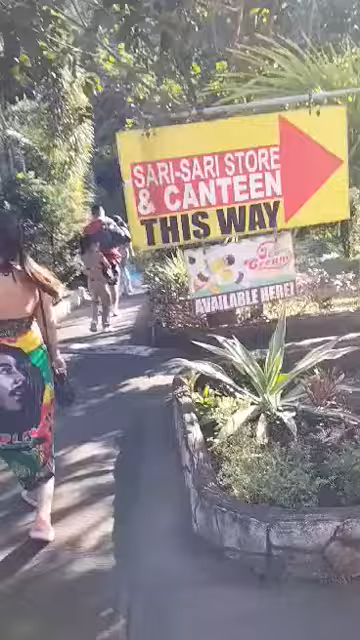 SARI-SARI STORE
& CANTEEN
THIS WAY
Ice Cream
AVAILABLE HERE!